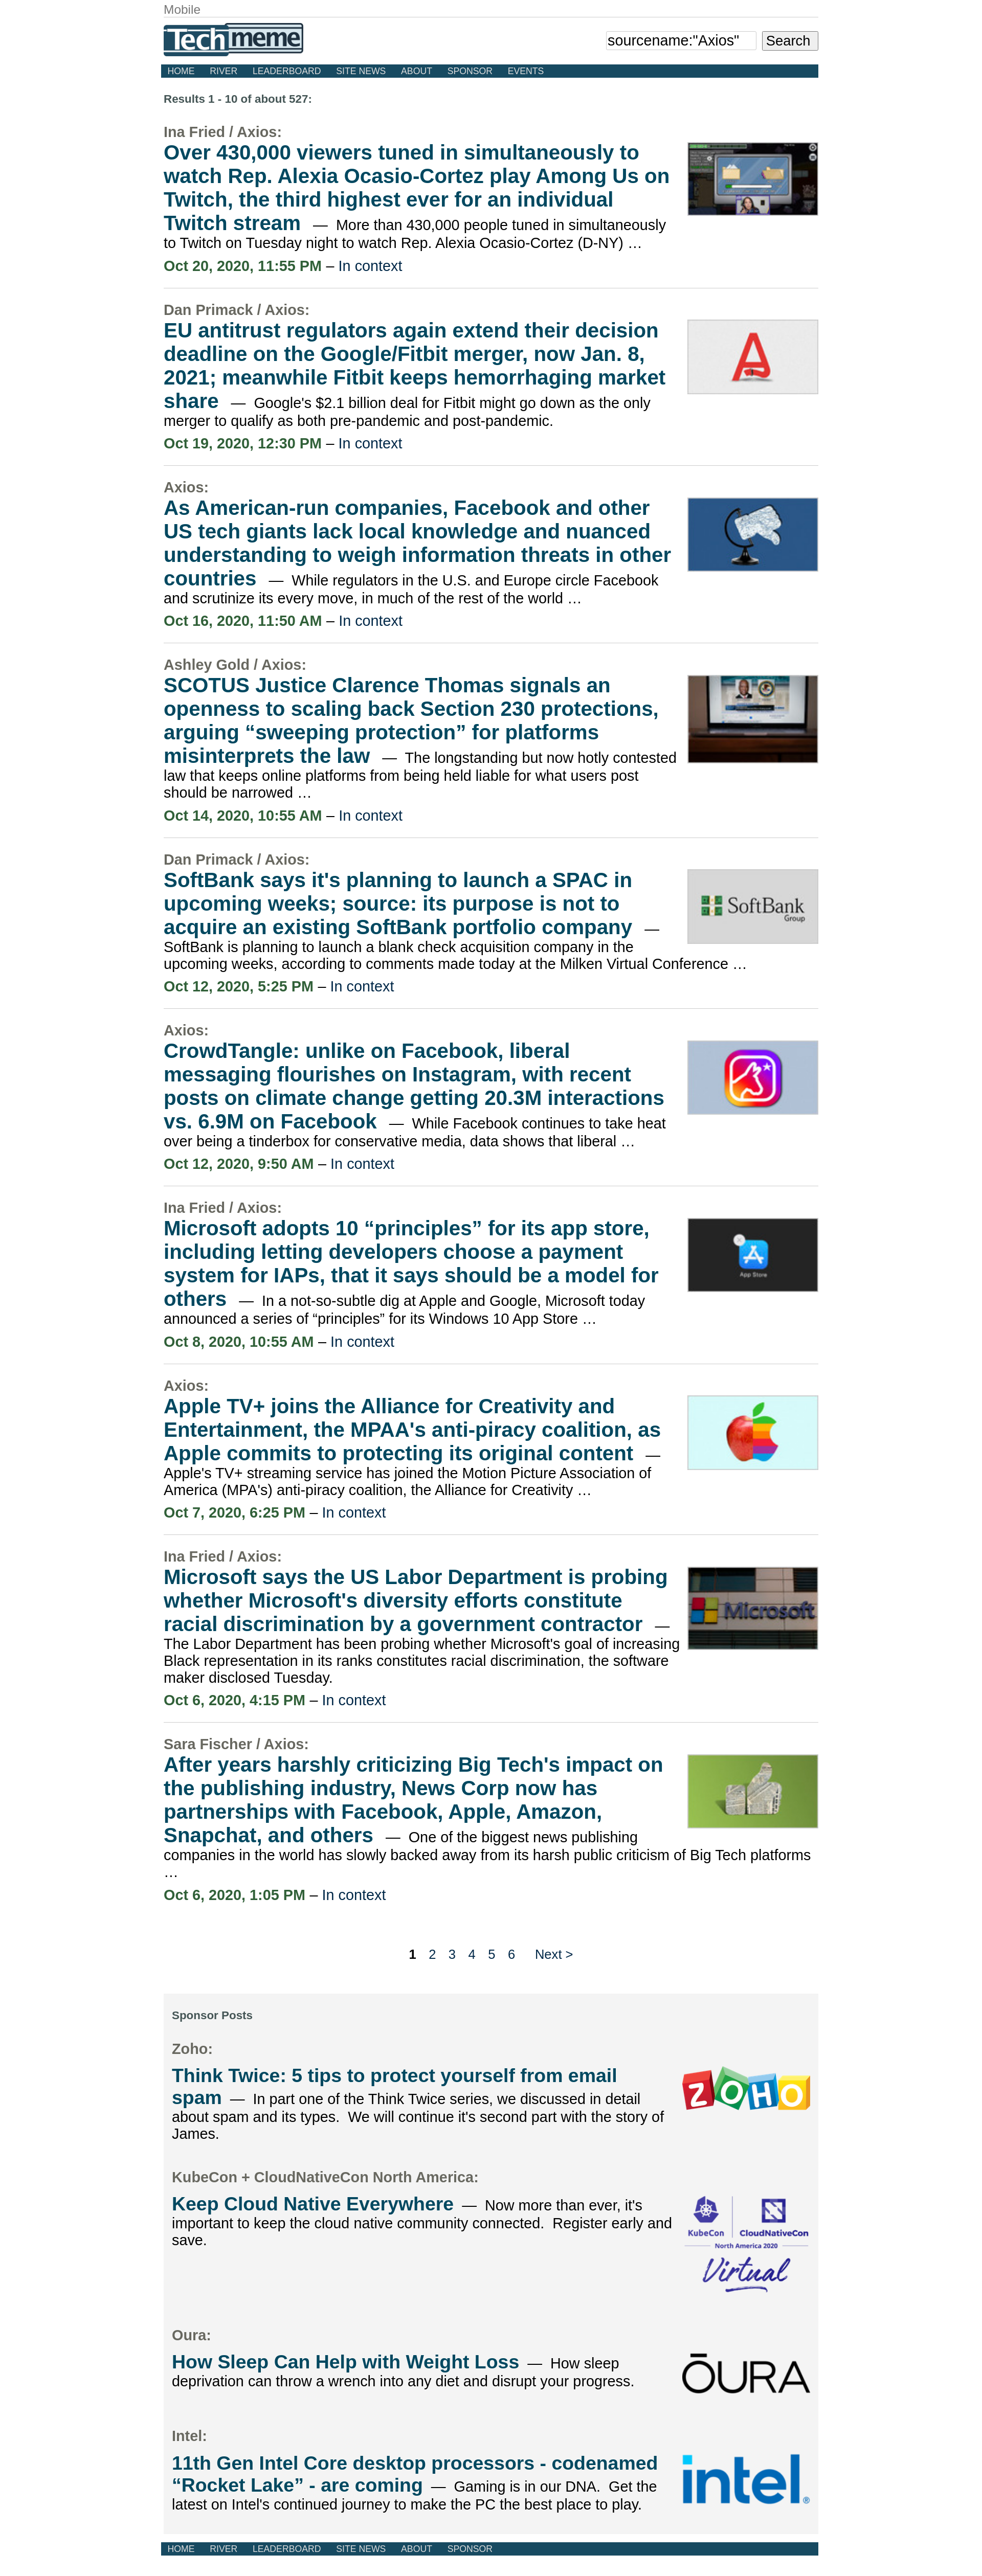 Mobile
Techmeme
sourcename:"Axios"
Search
HOME RIVER LEADERBOARD SITE NEWS ABOUT SPONSOR EVENTS
Results 1 - 10 of about 527:
Ina Fried / Axios:
Over 430,000 viewers tuned in simultaneously to
watch Rep. Alexia Ocasio-Cortez play Among Us on
Twitch, the third highest ever for an individual
Twitch stream — More than 430,000 people tuned in simultaneously
to Twitch on Tuesday night to watch Rep. Alexia Ocasio-Cortez (D-NY) …
Oct 20, 2020, 11:55 PM – In context
Dan Primack / Axios:
EU antitrust regulators again extend their decision
deadline on the Google/Fitbit merger, now Jan. 8,
2021; meanwhile Fitbit keeps hemorrhaging market
share — Google's $2.1 billion deal for Fitbit might go down as the only
merger to qualify as both pre-pandemic and post-pandemic.
Oct 19, 2020, 12:30 PM – In context
Axios:
As American-run companies, Facebook and other
US tech giants lack local knowledge and nuanced
understanding to weigh information threats in other
countries — While regulators in the U.S. and Europe circle Facebook
and scrutinize its every move, in much of the rest of the world …
Oct 16, 2020, 11:50 AM – In context
Ashley Gold / Axios:
SCOTUS Justice Clarence Thomas signals an
openness to scaling back Section 230 protections,
arguing “sweeping protection” for platforms
misinterprets the law — The longstanding but now hotly contested
law that keeps online platforms from being held liable for what users post
should be narrowed …
Oct 14, 2020, 10:55 AM – In context
Dan Primack / Axios:
SoftBank says it's planning to launch a SPAC in
upcoming weeks; source: its purpose is not to
acquire an existing SoftBank portfolio company —
SoftBank is planning to launch a blank check acquisition company in the
upcoming weeks, according to comments made today at the Milken Virtual Conference …
Oct 12, 2020, 5:25 PM – In context
SoftBank
Group
Axios:
CrowdTangle: unlike on Facebook, liberal
messaging flourishes on Instagram, with recent
posts on climate change getting 20.3M interactions
vs. 6.9M on Facebook — While Facebook continues to take heat
over being a tinderbox for conservative media, data shows that liberal …
Oct 12, 2020, 9:50 AM – In context
Ina Fried / Axios:
Microsoft adopts 10 “principles” for its app store,
including letting developers choose a payment
system for IAPs, that it says should be a model for
others — In a not-so-subtle dig at Apple and Google, Microsoft today
announced a series of “principles” for its Windows 10 App Store …
Oct 8, 2020, 10:55 AM – In context
App Store
Axios:
Apple TV+ joins the Alliance for Creativity and
Entertainment, the MPAA's anti-piracy coalition, as
Apple commits to protecting its original content —
Apple's TV+ streaming service has joined the Motion Picture Association of
America (MPA's) anti-piracy coalition, the Alliance for Creativity …
Oct 7, 2020, 6:25 PM – In context
Ina Fried / Axios:
Microsoft says the US Labor Department is probing
whether Microsoft's diversity efforts constitute
racial discrimination by a government contractor —
The Labor Department has been probing whether Microsoft's goal of increasing
Black representation in its ranks constitutes racial discrimination, the software
maker disclosed Tuesday.
Oct 6, 2020, 4:15 PM – In context
Microsoft
Sara Fischer / Axios:
After years harshly criticizing Big Tech's impact on
the publishing industry, News Corp now has
partnerships with Facebook, Apple, Amazon,
Snapchat, and others — One of the biggest news publishing
companies in the world has slowly backed away from its harsh public criticism of Big Tech platforms
…
Oct 6, 2020, 1:05 PM – In context
1 2 3 4 5 6 Next >
Sponsor Posts
Zoho:
Think Twice: 5 tips to protect yourself from email
spam — In part one of the Think Twice series, we discussed in detail
about spam and its types. We will continue it's second part with the story of
James.
ZOHO
KubeCon + CloudNativeCon North America:
Keep Cloud Native Everywhere — Now more than ever, it's
important to keep the cloud native community connected. Register early and
save.
KubeCon CloudNativeCon
North America 2020
Virtual
Oura:
How Sleep Can Help with Weight Loss — How sleep
deprivation can throw a wrench into any diet and disrupt your progress.
ŌURA
Intel:
11th Gen Intel Core desktop processors - codenamed
“Rocket Lake” - are coming — Gaming is in our DNA. Get the
latest on Intel's continued journey to make the PC the best place to play.
intel®
HOME RIVER LEADERBOARD SITE NEWS ABOUT SPONSOR